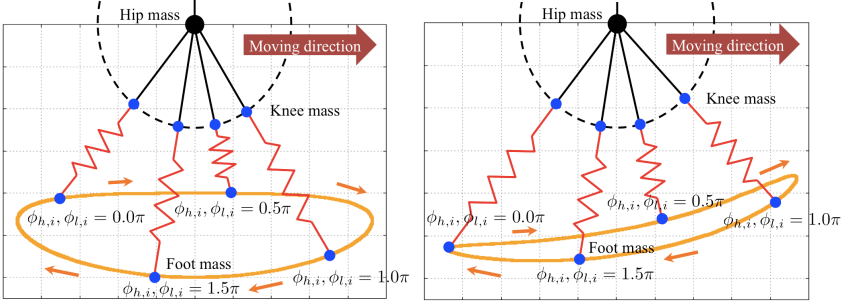 Hip mass
Moving direction
Knee mass
ϕh,i, ϕl,i = 0.0π
ϕh,i, ϕl,i = 0.5π
Foot mass
ϕh,i, ϕl,i = 1.0π
ϕh,i, ϕl,i = 1.5π
Hip mass
Moving direction
Knee mass
ϕh,i, ϕl,i = 0.5π
ϕh,i, ϕl,i = 0.0π
ϕh,i, ϕl,i = 1.0π
Foot mass
ϕh,i, ϕl,i = 1.5π